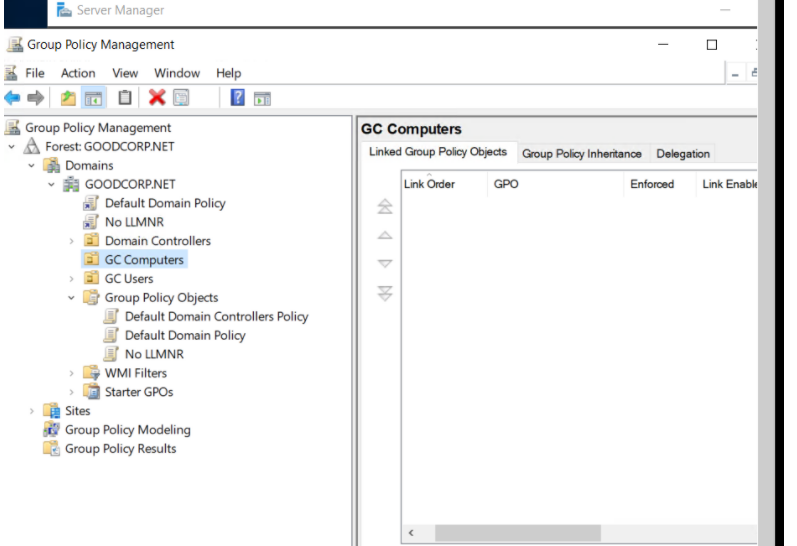 Server Manager
Group Policy Management
File Action View Window Help
Group Policy Management
Forest: GOODCORP.NET
Domains
GOODCORP.NET
Default Domain Policy
No LLMNR
Domain Controllers
GC Computers
GC Users
Group Policy Objects
Default Domain Controllers Policy
Default Domain Policy
No LLMNR
WMI Filters
Starter GPOs
Sites
Group Policy Modeling
Group Policy Results
GC Computers
Linked Group Policy Objects Group Policy Inheritance Delegation
Link Order GPO Enforced Link Enable